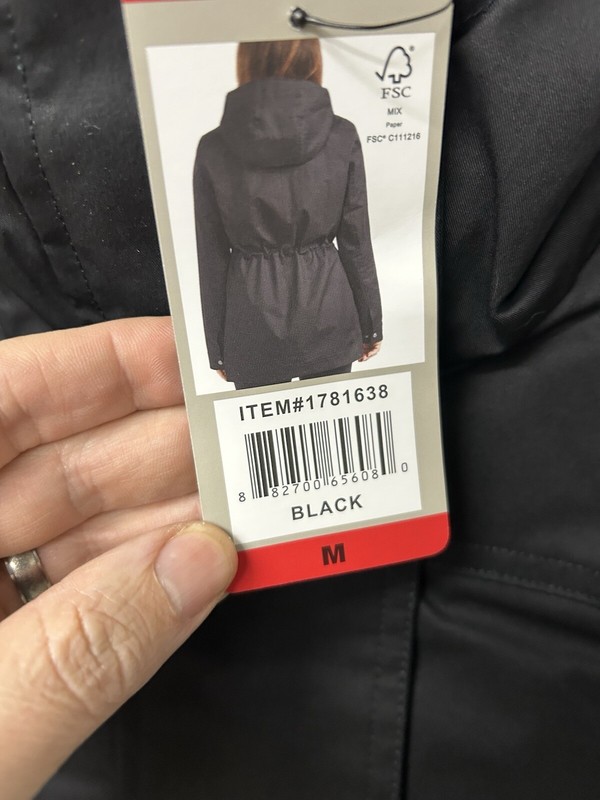 FSC®
MIX
Paper
FSC® C111216
ITEM#1781638
8 82700 65608 0
BLACK
M